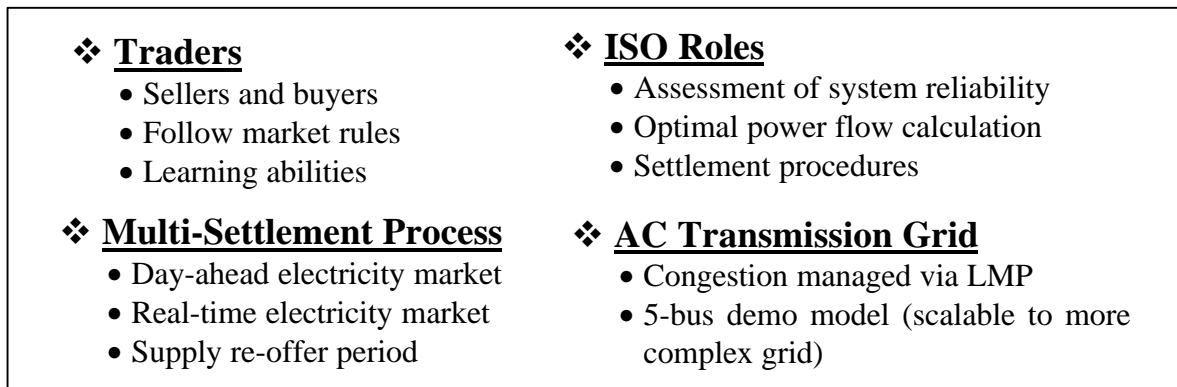 ❖ Traders
• Sellers and buyers
• Follow market rules
• Learning abilities
❖ ISO Roles
• Assessment of system reliability
• Optimal power flow calculation
• Settlement procedures
❖ Multi-Settlement Process
• Day-ahead electricity market
• Real-time electricity market
• Supply re-offer period
❖ AC Transmission Grid
• Congestion managed via LMP
• 5-bus demo model (scalable to more
complex grid)